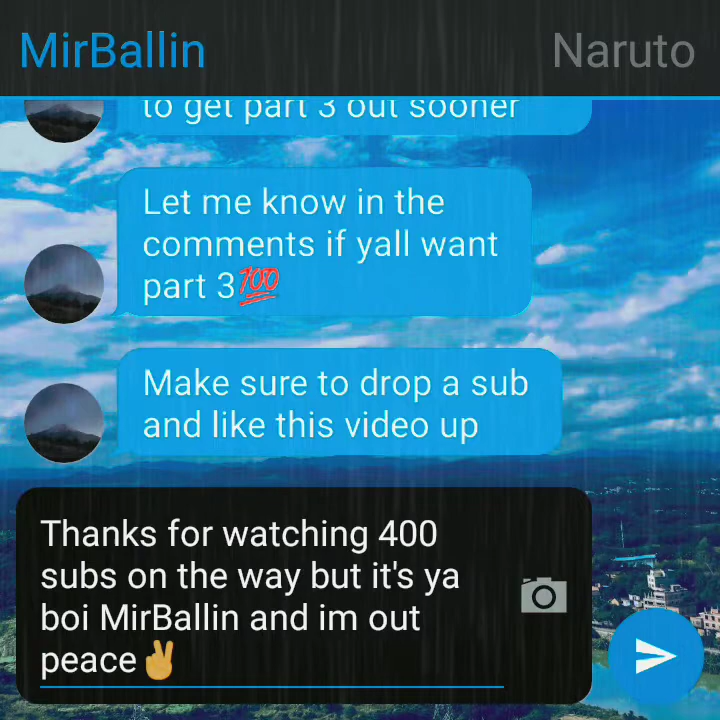 MirBallin
Naruto
to get part 3 out sooner
Let me know in the
comments if yall want
part 3💯
Make sure to drop a sub
and like this video up
Thanks for watching 400
subs on the way but it's ya
boi MirBallin and im out
peace✌